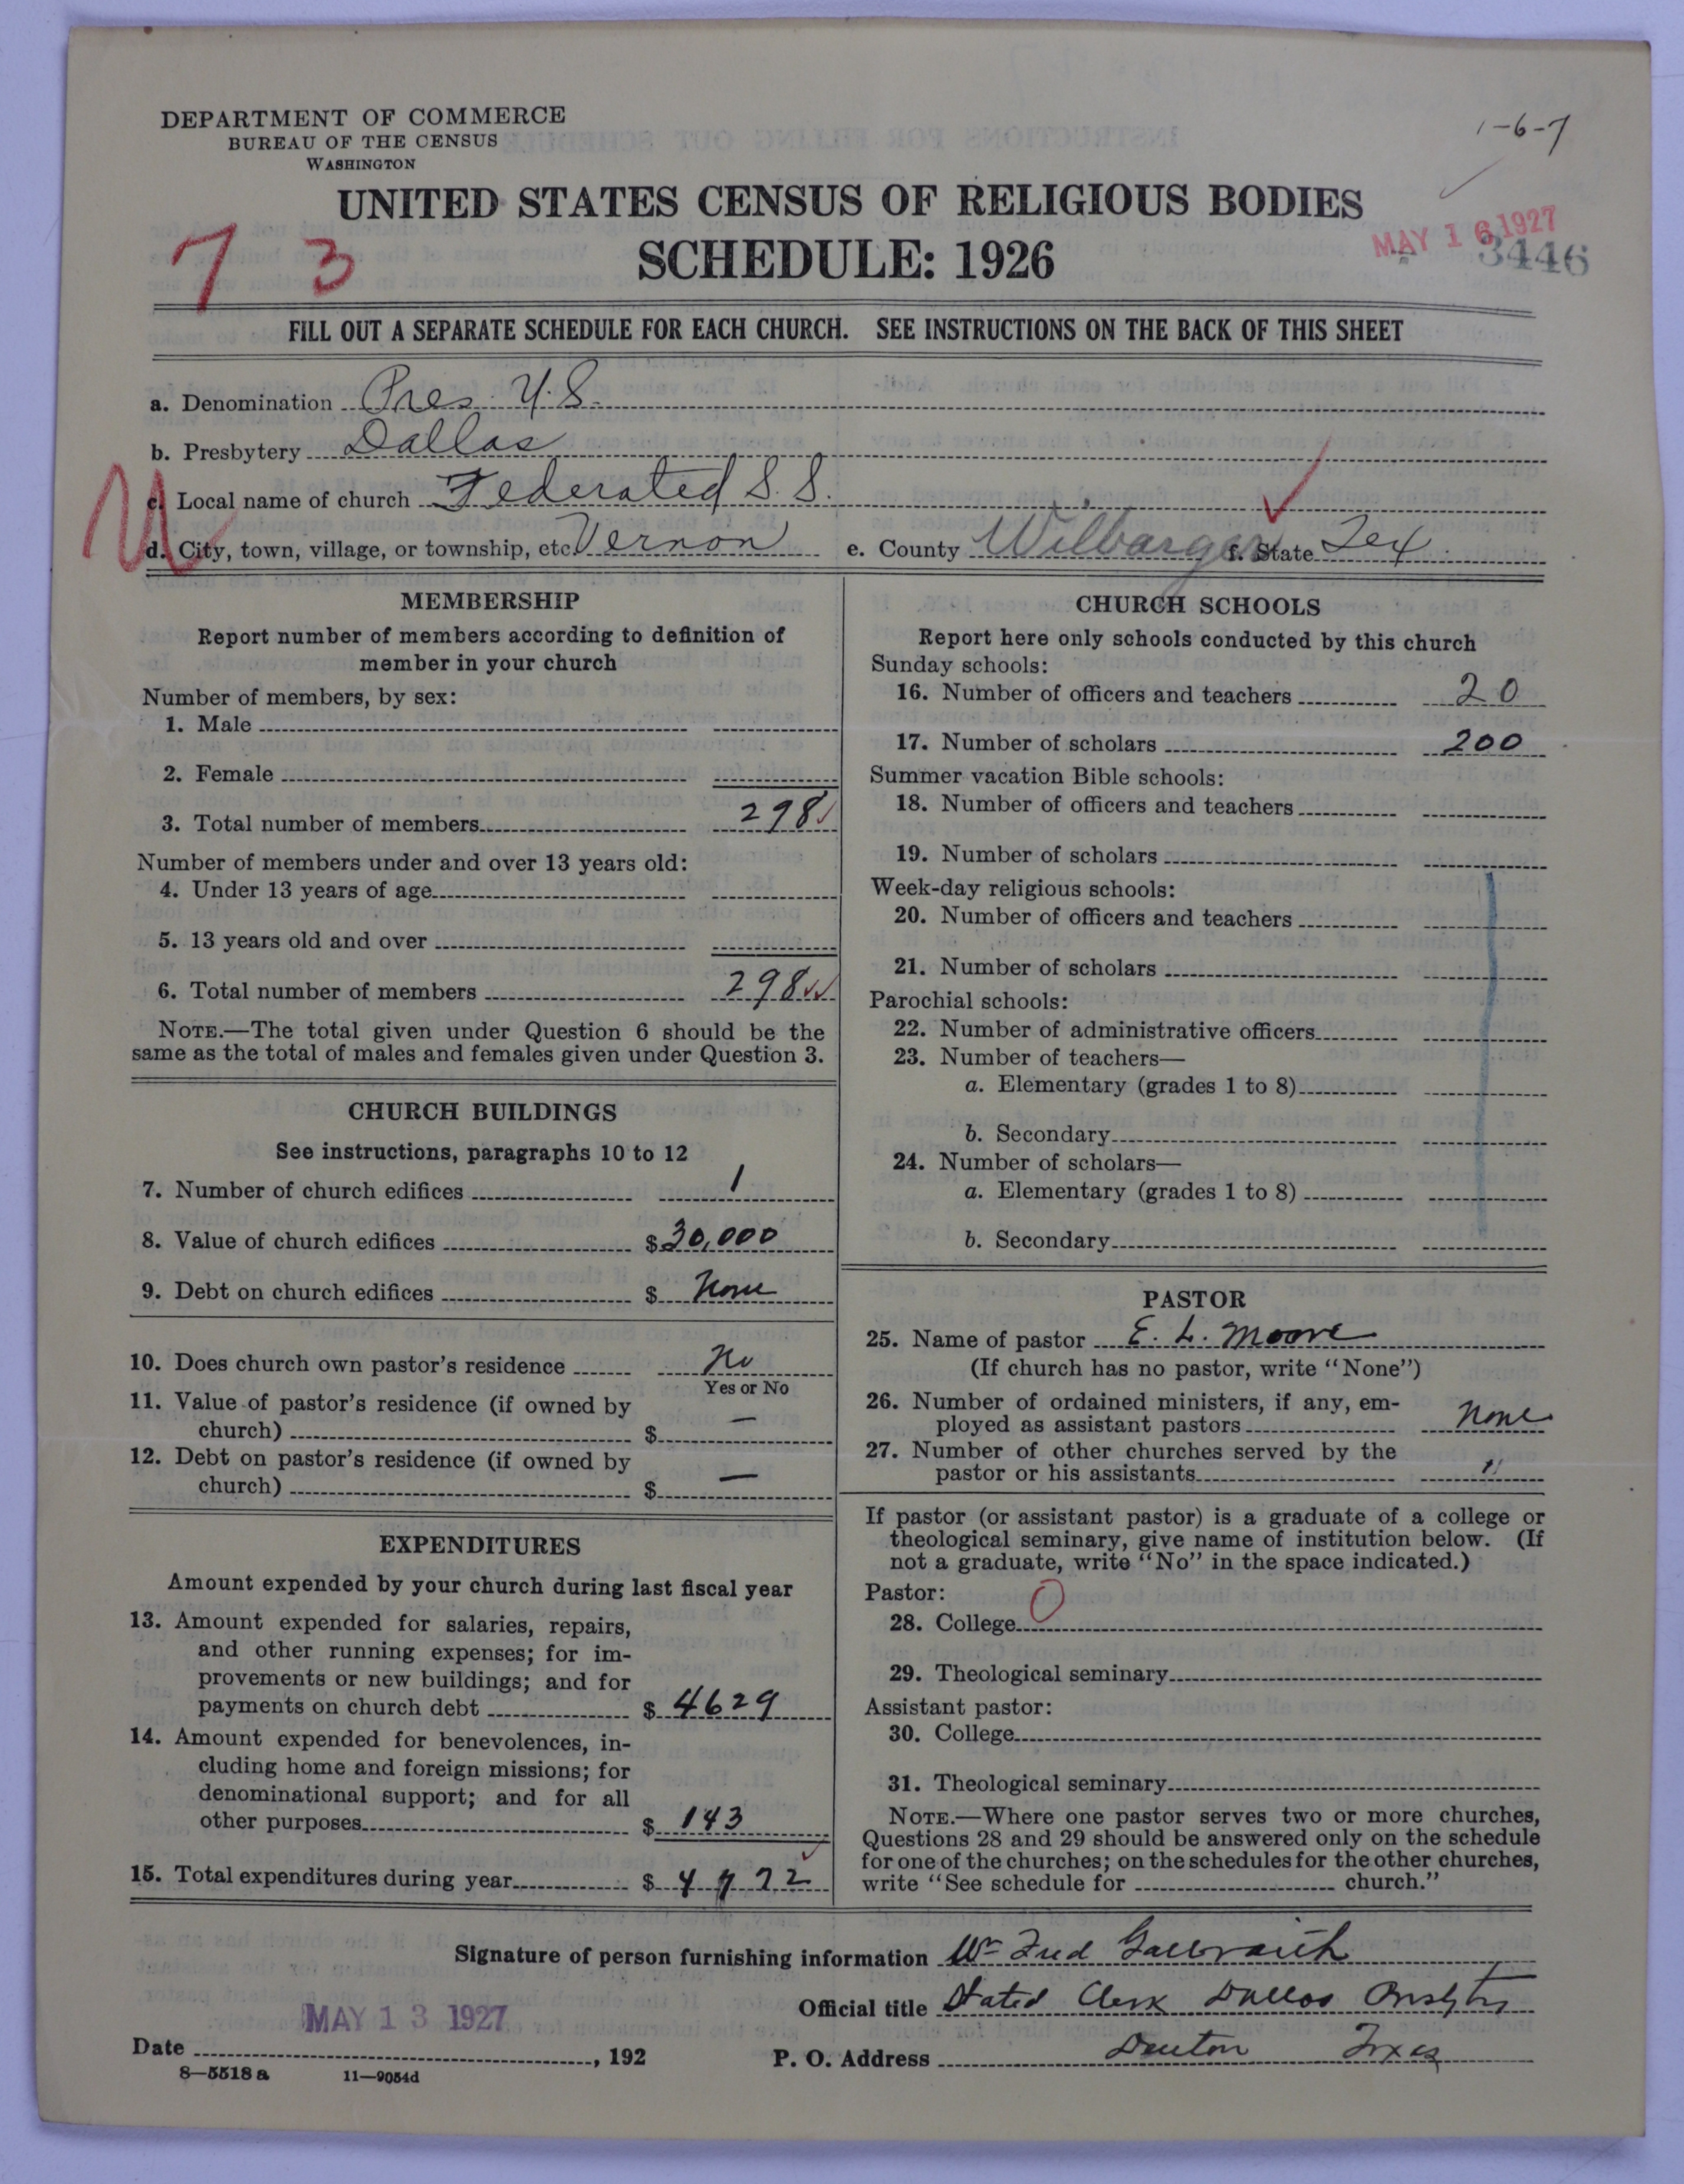 DEPARTMENT OF COMMERCE
BUREAU OF THE CENSUS
WASHINGTON
1-6-7
UNITED STATES CENSUS OF RELIGIOUS BODIES
SCHEDULE: 1926
7 3
MAY 16 1927
3446
FILL OUT A SEPARATE SCHEDULE FOR EACH CHURCH. SEE INSTRUCTIONS ON THE BACK OF THIS SHEET
a. Denomination Pres. U.S.
b. Presbytery Dallas
c. Local name of church Federated S.S.
d. City, town, village, or township, etc. Vernon e. County Wilbarger f. State Tex.
MEMBERSHIP
Report number of members according to definition of
member in your church
Number of members, by sex:
1. Male
2. Female
3. Total number of members 298
Number of members under and over 13 years old:
4. Under 13 years of age
5. 13 years old and over
6. Total number of members 298
NOTE.—The total given under Question 6 should be the
same as the total of males and females given under Question 3.
CHURCH BUILDINGS
See instructions, paragraphs 10 to 12
7. Number of church edifices 1
8. Value of church edifices $30,000
9. Debt on church edifices $ None
10. Does church own pastor's residence No
Yes or No
11. Value of pastor's residence (if owned by
church) $ —
12. Debt on pastor's residence (if owned by
church) $ —
EXPENDITURES
Amount expended by your church during last fiscal year
13. Amount expended for salaries, repairs,
and other running expenses; for im-
provements or new buildings; and for
payments on church debt $ 4629
14. Amount expended for benevolences, in-
cluding home and foreign missions; for
denominational support; and for all
other purposes $ 143
15. Total expenditures during year $ 4772
CHURCH SCHOOLS
Report here only schools conducted by this church
Sunday schools:
16. Number of officers and teachers 20
17. Number of scholars 200
Summer vacation Bible schools:
18. Number of officers and teachers
19. Number of scholars
Week-day religious schools:
20. Number of officers and teachers
21. Number of scholars
Parochial schools:
22. Number of administrative officers
23. Number of teachers—
a. Elementary (grades 1 to 8)
b. Secondary
24. Number of scholars—
a. Elementary (grades 1 to 8)
b. Secondary
PASTOR
25. Name of pastor E. L. Moore
(If church has no pastor, write "None")
26. Number of ordained ministers, if any, em-
ployed as assistant pastors None
27. Number of other churches served by the
pastor or his assistants "
If pastor (or assistant pastor) is a graduate of a college or
theological seminary, give name of institution below. (If
not a graduate, write "No" in the space indicated.)
Pastor:
28. College 0
29. Theological seminary
Assistant pastor:
30. College
31. Theological seminary
NOTE.—Where one pastor serves two or more churches,
Questions 28 and 29 should be answered only on the schedule
for one of the churches; on the schedules for the other churches,
write "See schedule for church."
Signature of person furnishing information Wm Fred Galbraith
Official title Stated Clerk Dallas Presbytry
MAY 13 1927
Date , 192
P. O. Address Denton Texas
8—5518 a 11—9054d